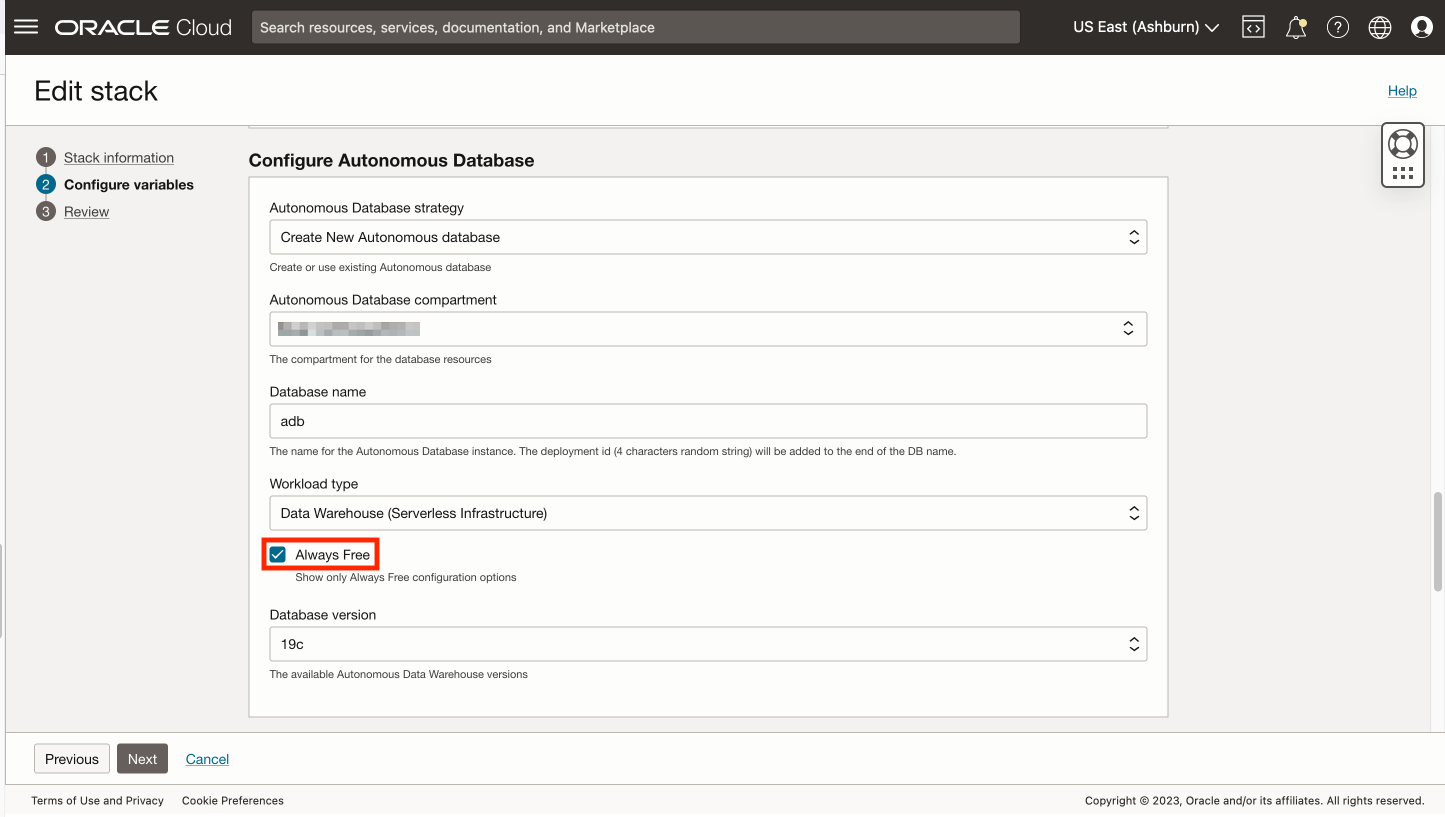 ORACLE Cloud
Search resources, services, documentation, and Marketplace
US East (Ashburn)
Edit stack
Help
1 Stack information
2 Configure variables
3 Review
Configure Autonomous Database
Autonomous Database strategy
Create New Autonomous database
Create or use existing Autonomous database
Autonomous Database compartment
The compartment for the database resources
Database name
adb
The name for the Autonomous Database instance. The deployment id (4 characters random string) will be added to the end of the DB name.
Workload type
Data Warehouse (Serverless Infrastructure)
Always Free
Show only Always Free configuration options
Database version
19c
The available Autonomous Data Warehouse versions
Previous Next Cancel
Terms of Use and Privacy Cookie Preferences Copyright © 2023, Oracle and/or its affiliates. All rights reserved.